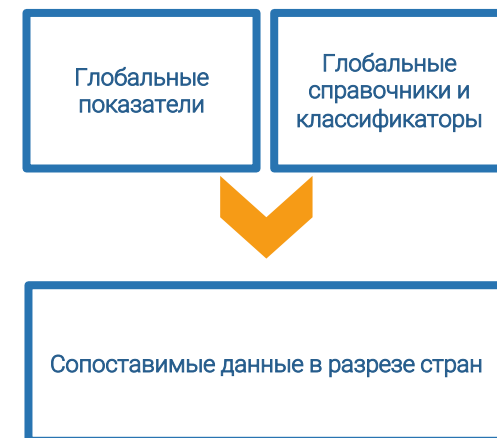 Глобальные
показатели
Глобальные
справочники и
классификаторы
Сопоставимые данные в разрезе стран